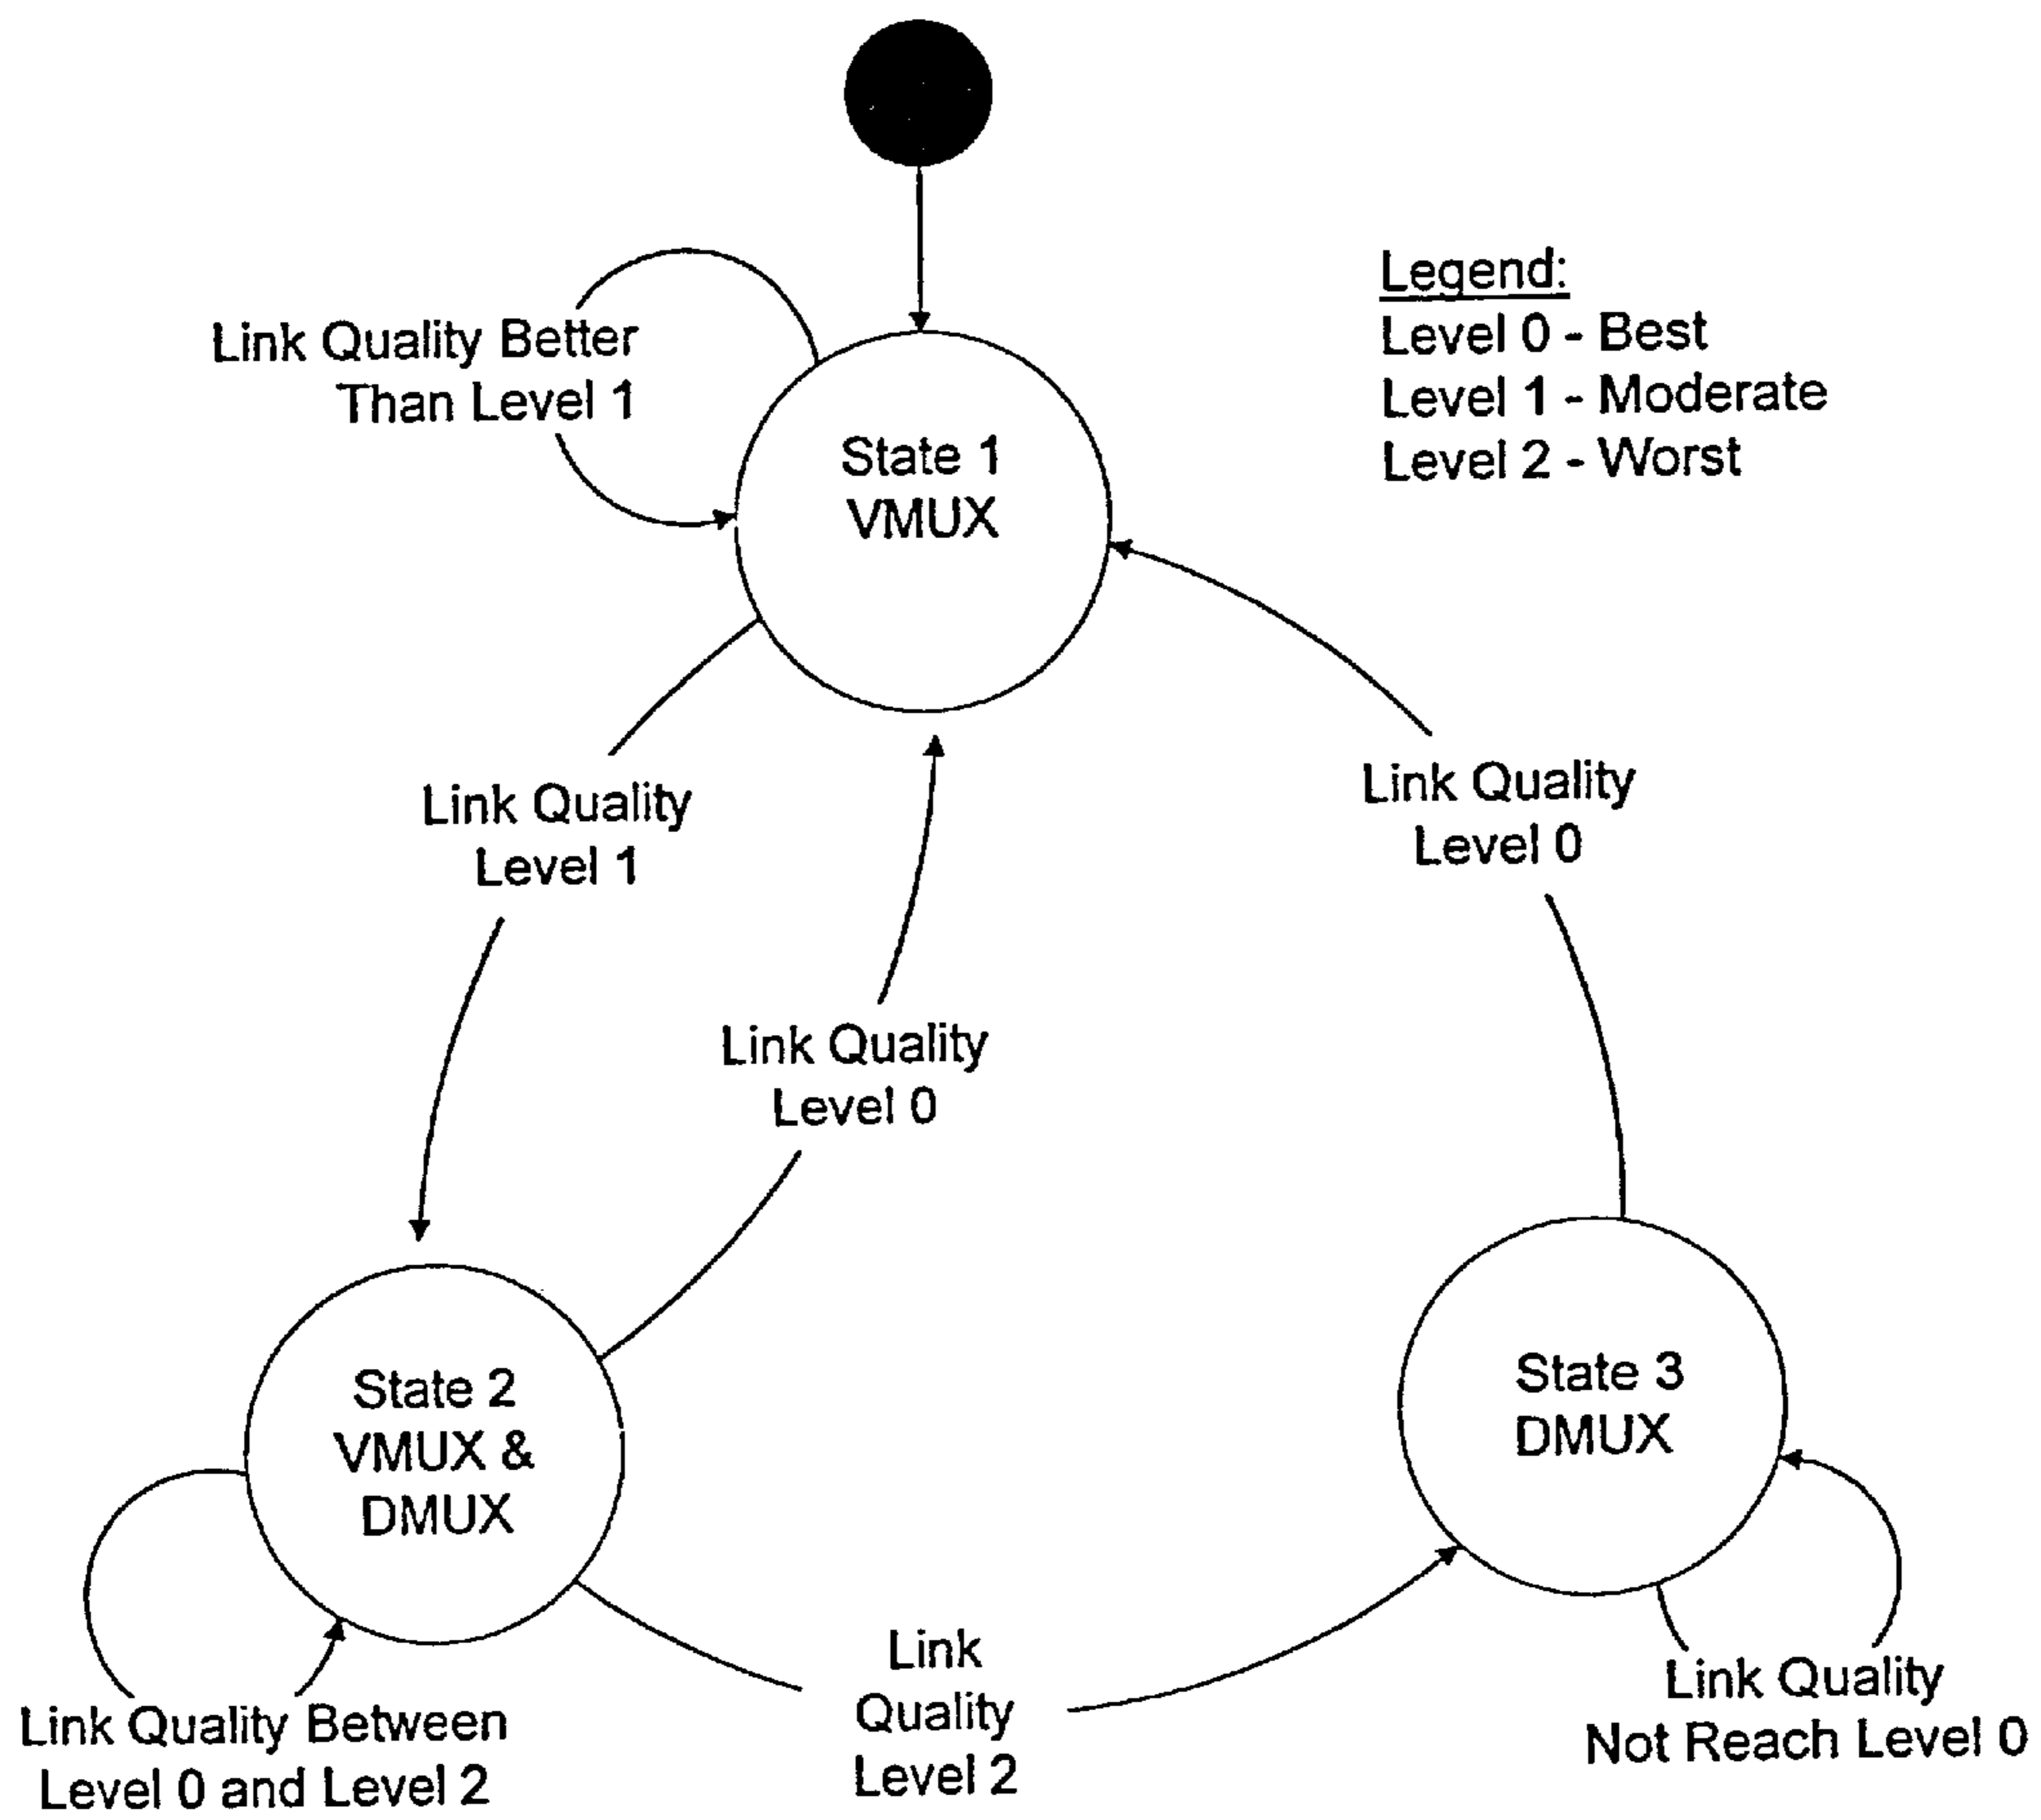 Link Quality Better
Than Level 1
Legend:
Level 0 - Best
Level 1 - Moderate
Level 2 - Worst
State 1
VMUX
Link Quality
Level 1
Link Quality
Level 0
Link Quality
Level 0
State 2
VMUX &
DMUX
State 3
DMUX
Link Quality Between
Level 0 and Level 2
Link
Quality
Level 2
Link Quality
Not Reach Level 0